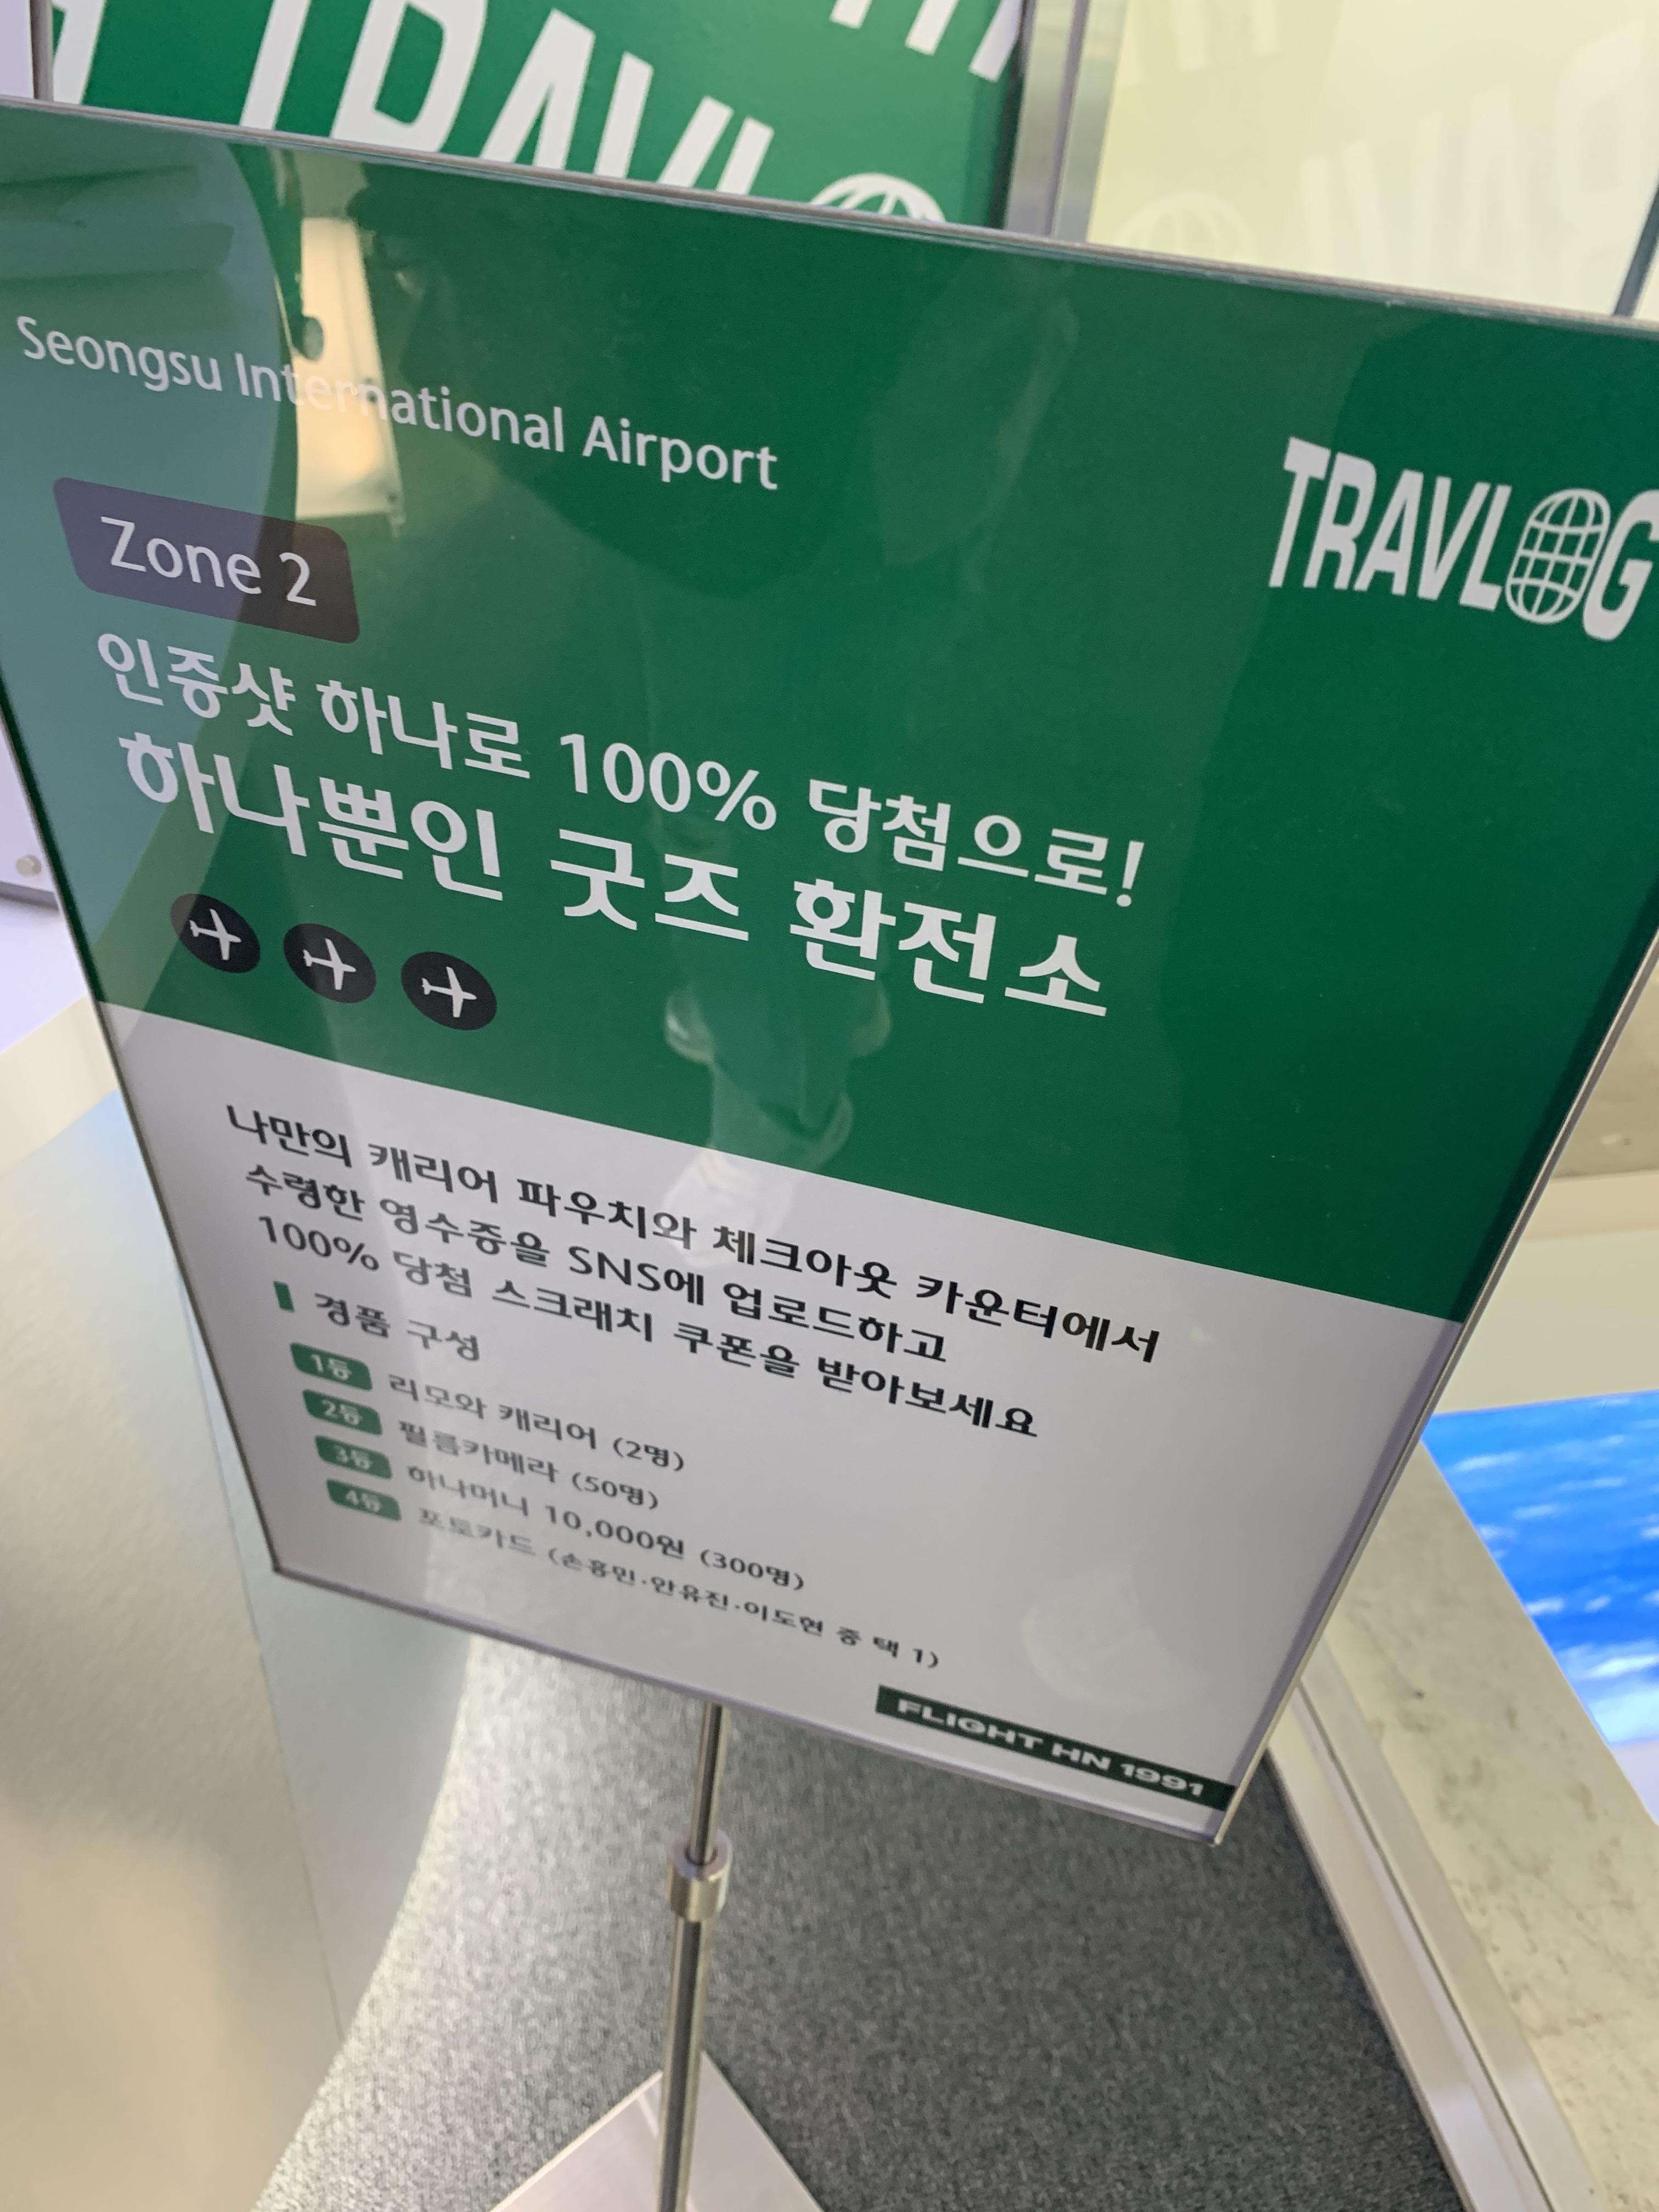 TRAVL
Seongsu International Airport
TRAVLOG
Zone 2
인증샷 하나로 100% 당첨으로!
하나뿐인 굿즈 환전소
나만의 캐리어 파우치와 체크아웃 카운터에서
수령한 영수증을 SNS에 업로드하고
100% 당첨 스크래치 쿠폰을 받아보세요
경품 구성
1등 리모와 캐리어 (2명)
2등 필름카메라 (50명)
3등 하나머니 10,000원 (300명)
4등 포토카드 (손흥민·안유진·이도현 중 택 1)
FLIGHT HN 1991